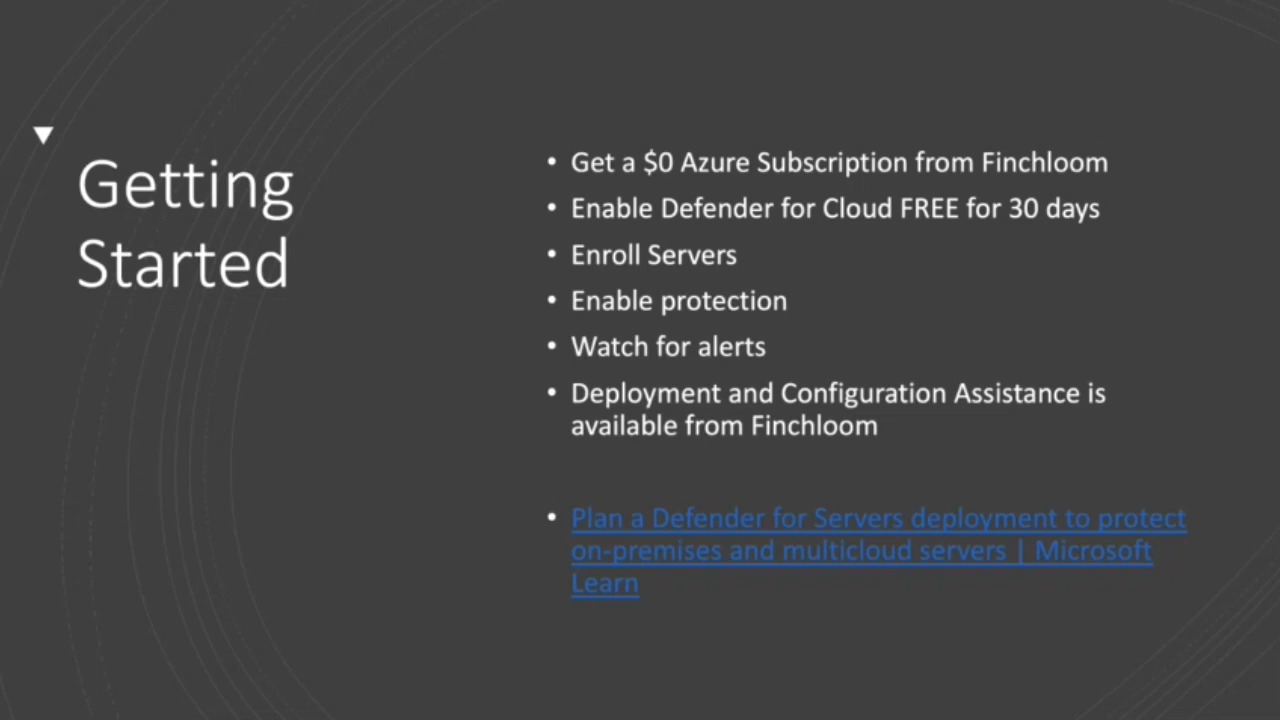 Getting
Started
• Get a $0 Azure Subscription from Finchloom
• Enable Defender for Cloud FREE for 30 days
• Enroll Servers
• Enable protection
• Watch for alerts
• Deployment and Configuration Assistance is
available from Finchloom
• Plan a Defender for Servers deployment to protect
on-premises and multicloud servers | Microsoft
Learn